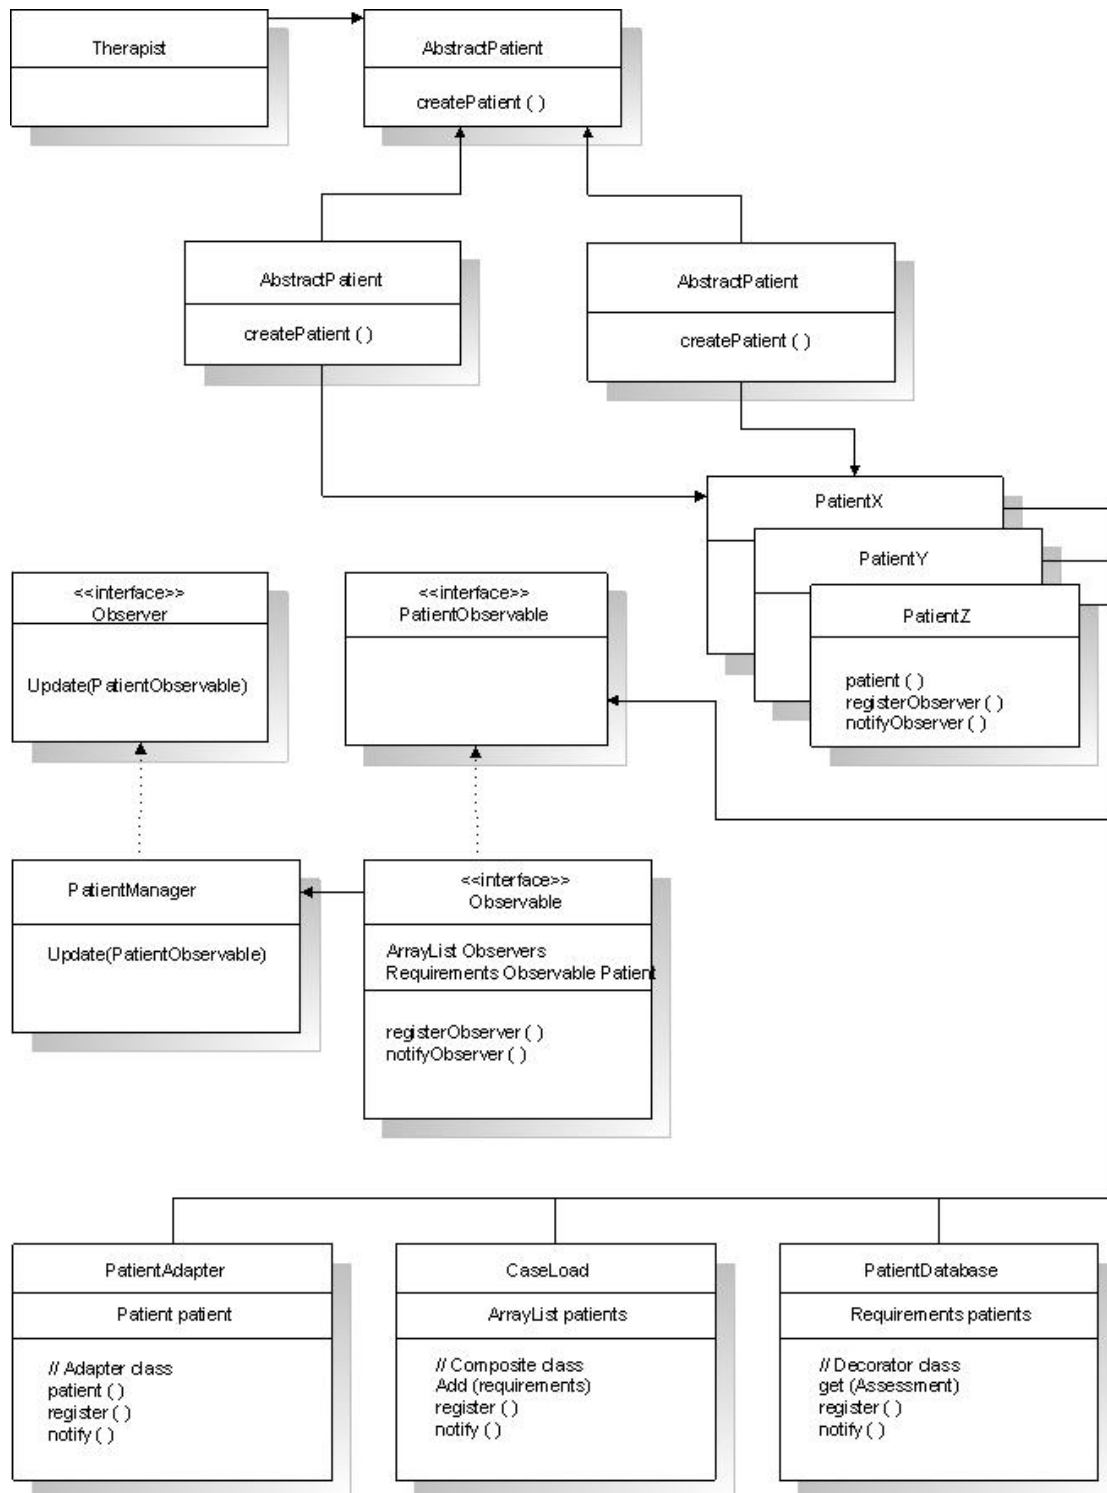 Therapist
AbstractPatient
createPatient ( )
AbstractPatient
createPatient ( )
AbstractPatient
createPatient ( )
PatientX
PatientY
PatientZ
patient ( )
registerObserver ( )
notifyObserver ( )
<<interface>>
Observer
Update(PatientObservable)
<<interface>>
PatientObservable
PatientManager
Update(PatientObservable)
<<interface>>
Observable
ArrayList Observers
Requirements Observable Patient
registerObserver ( )
notifyObserver ( )
PatientAdapter
Patient patient
// Adapter class
patient ( )
register ( )
notify ( )
CaseLoad
ArrayList patients
// Composite class
Add (requirements)
register ( )
notify ( )
PatientDatabase
Requirements patients
// Decorator class
get (Assessment)
register ( )
notify ( )